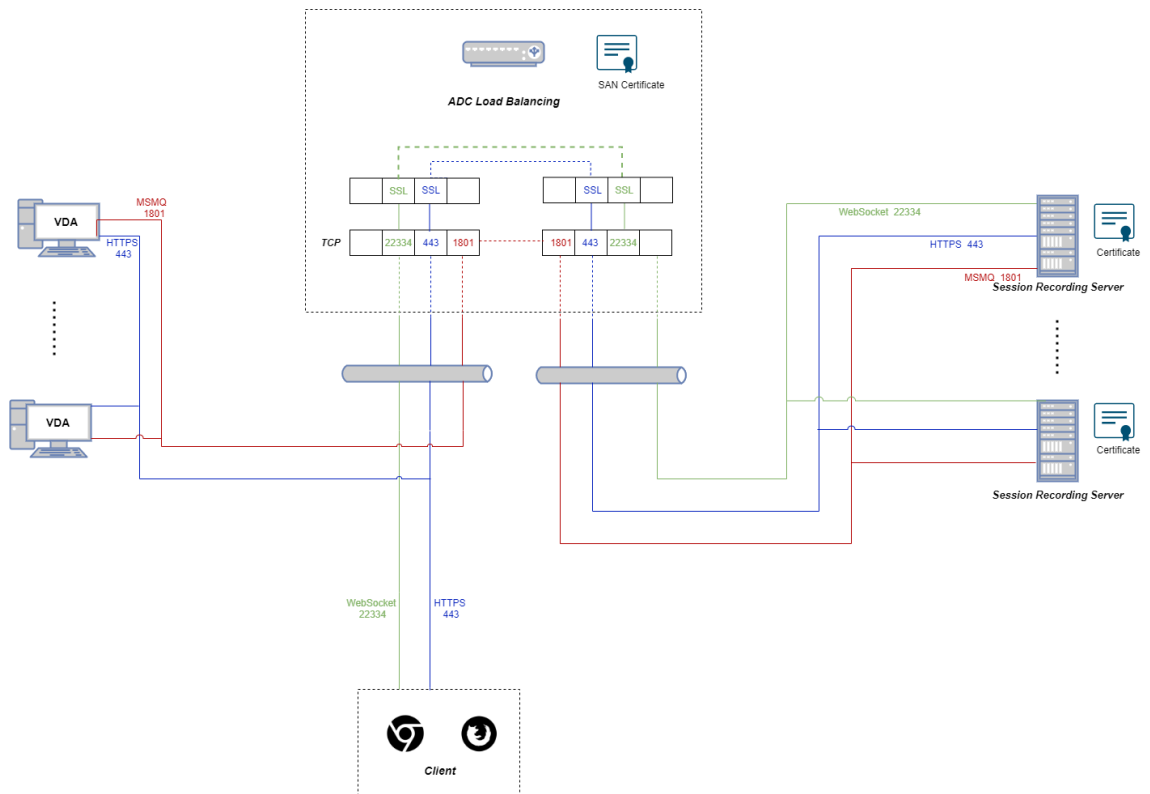 SAN Certificate
ADC Load Balancing
SSL
SSL
SSL
SSL
TCP
22334
443
1801
1801
443
22334
MSMQ
1801
VDA
HTTPS
443
VDA
WebSocket 22334
HTTPS 443
MSMQ 1801
Certificate
Session Recording Server
Certificate
Session Recording Server
WebSocket
22334
HTTPS
443
Client